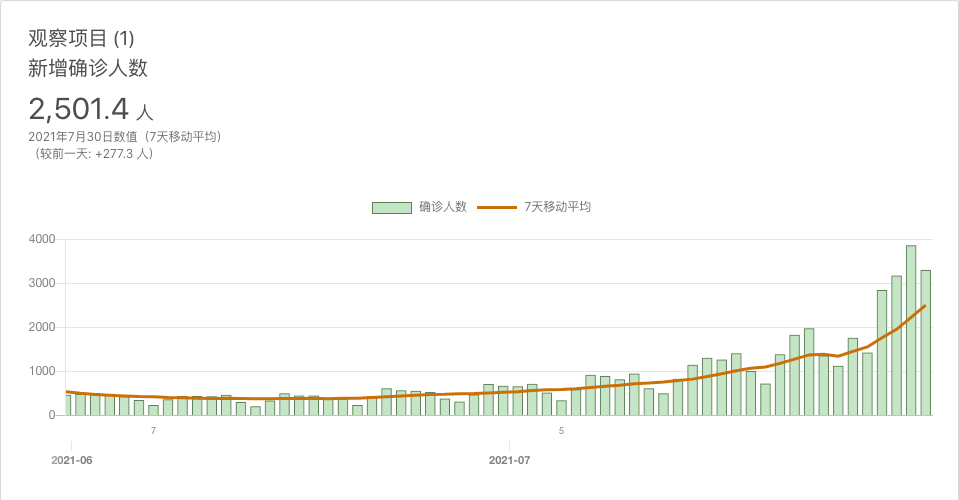 观察项目 (1)
新增确诊人数
2,501.4 人
2021年7月30日数值（7天移动平均）
（较前一天: +277.3 人）
确诊人数 7天移动平均
4000
3000
2000
1000
0
7 5
2021-06 2021-07